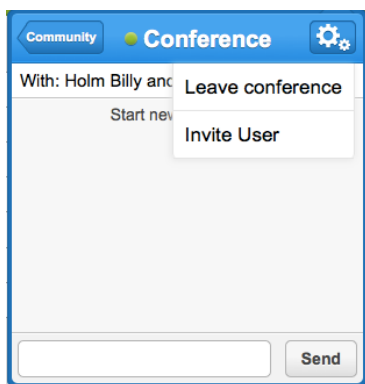 Community
Conference
With: Holm Billy and
Leave conference
Start new
Invite User
Send